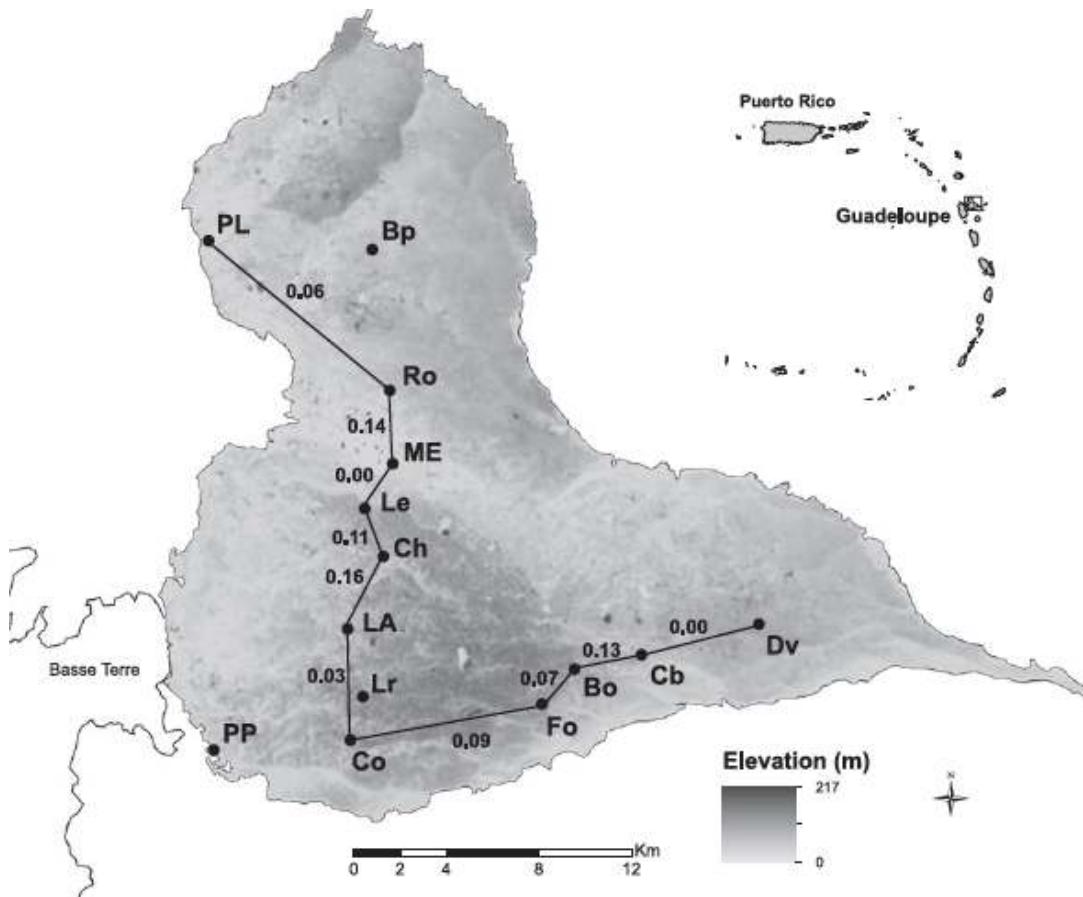 Puerto Rico
Guadeloupe
PL
Bp
0.06
Ro
0.14
ME
0.00
Le
0.11
Ch
0.16
LA
0.00
Dv
0.13
Cb
Basse Terre
0.03
Lr
0.07
Bo
Fo
PP
Co
0.09
Elevation (m)
217
0
N
Km
0 2 4 8 12